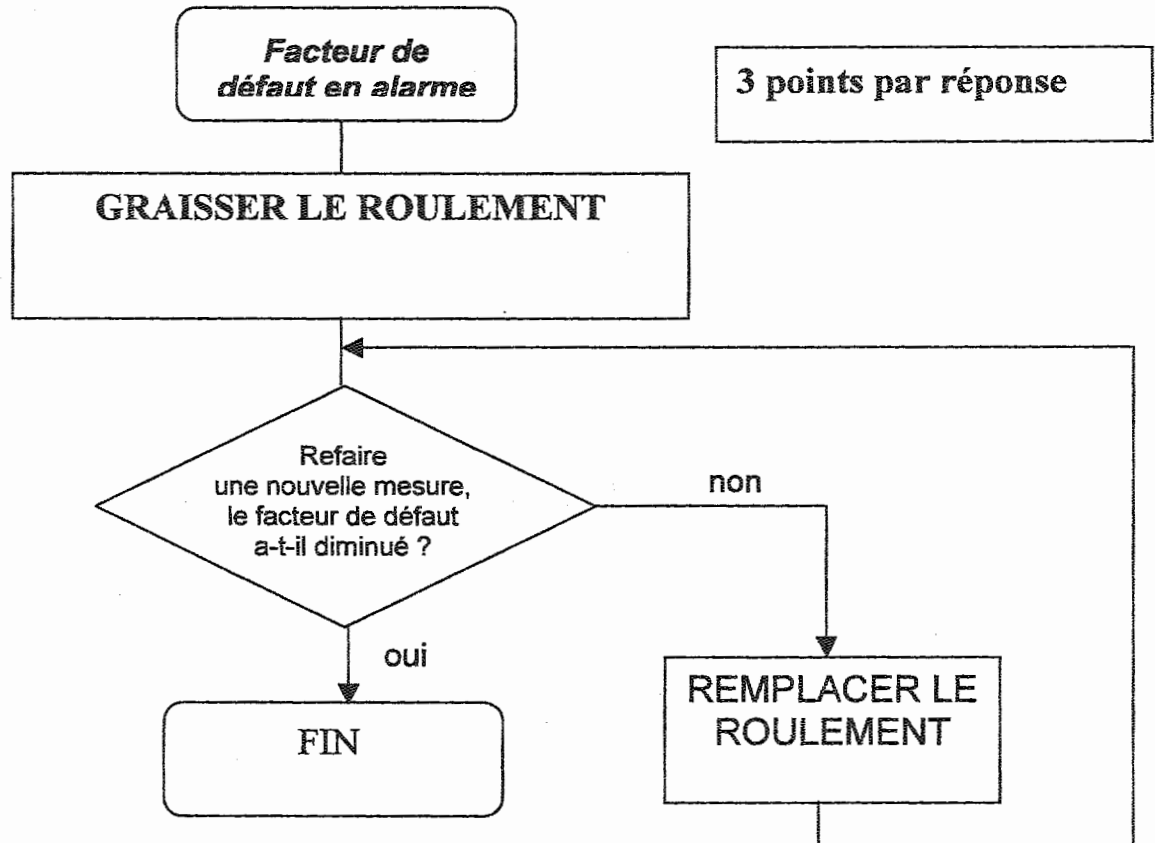 Facteur de
défaut en alarme
3 points par réponse
GRAISSER LE ROULEMENT
Refaire
une nouvelle mesure,
le facteur de défaut
a-t-il diminué ?
non
oui
REMPLACER LE
ROULEMENT
FIN